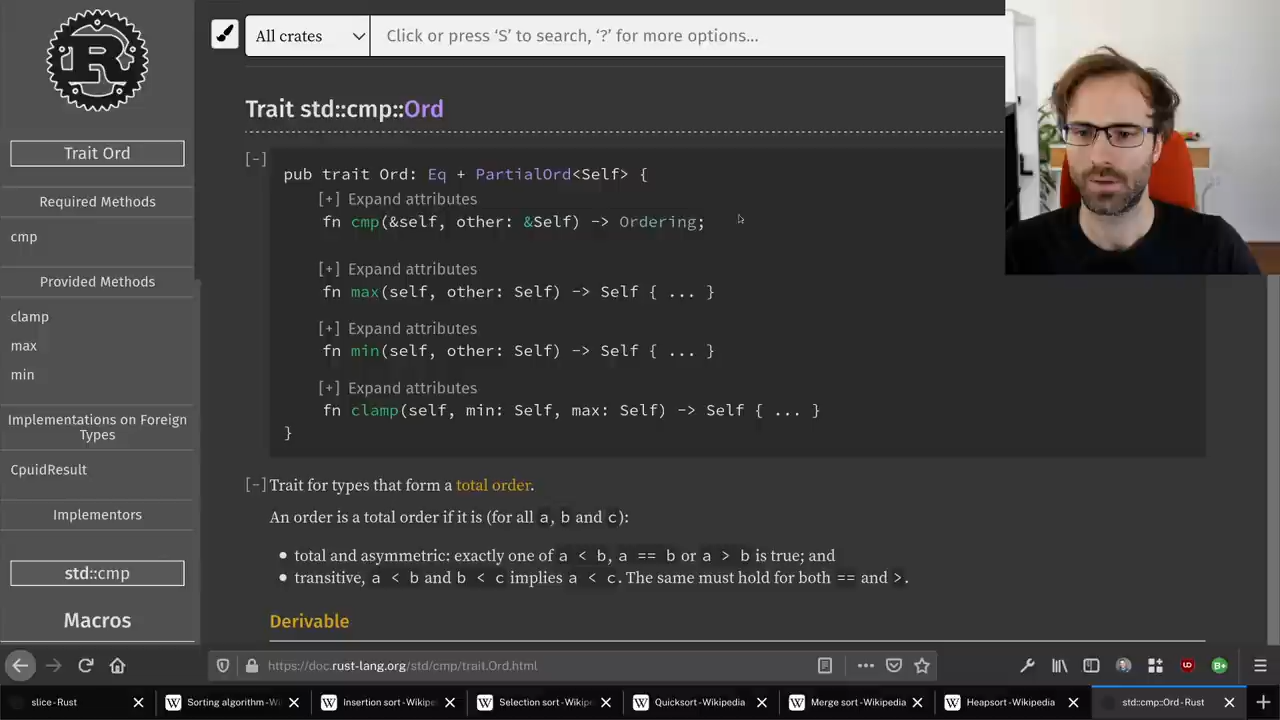 All crates
Click or press ‘S’ to search, ‘?’ for more options…
R
Trait Ord
Required Methods
cmp
Provided Methods
clamp
max
min
Implementations on Foreign
Types
CpuidResult
Implementors
std::cmp
Macros
Trait std::cmp::Ord
[-]
pub trait Ord: Eq + PartialOrd<Self> {
[+] Expand attributes
fn cmp(&self, other: &Self) -> Ordering;
[+] Expand attributes
fn max(self, other: Self) -> Self { ... }
[+] Expand attributes
fn min(self, other: Self) -> Self { ... }
[+] Expand attributes
fn clamp(self, min: Self, max: Self) -> Self { ... }
}
[-] Trait for types that form a total order.
An order is a total order if it is (for all a, b and c):
• total and asymmetric: exactly one of a < b, a == b or a > b is true; and
• transitive, a < b and b < c implies a < c. The same must hold for both == and >.
Derivable
https://doc.rust-lang.org/std/cmp/trait.Ord.html
slice - Rust
Sorting algorithm - Wi
Insertion sort - Wikipe
Selection sort - Wikipe
Quicksort - Wikipedia
Merge sort - Wikipedia
Heapsort - Wikipedia
std::cmp::Ord - Rust